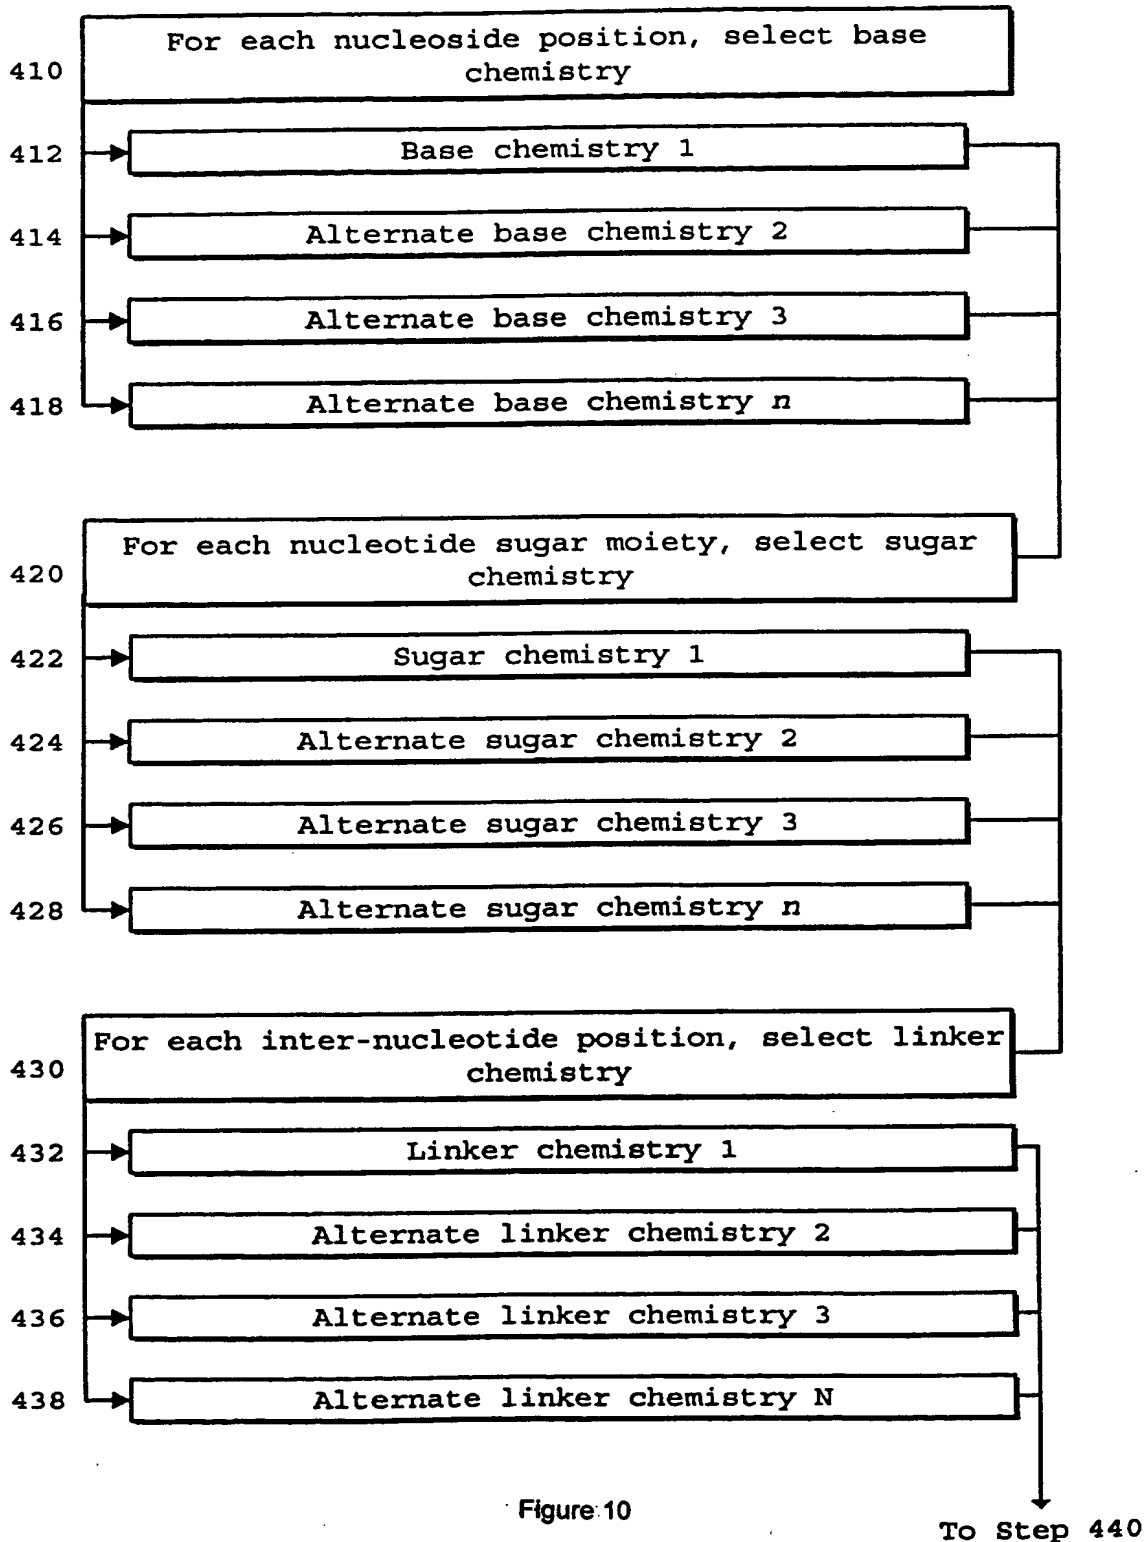 For each nucleoside position, select base
410
chemistry
412
Base chemistry 1
414
Alternate base chemistry 2
416
Alternate base chemistry 3
418
Alternate base chemistry n
For each nucleotide sugar moiety, select sugar
420
chemistry
422
Sugar chemistry 1
424
Alternate sugar chemistry 2
426
Alternate sugar chemistry 3
428
Alternate sugar chemistry n
For each inter-nucleotide position, select linker
430
chemistry
432
Linker chemistry 1
434
Alternate linker chemistry 2
436
Alternate linker chemistry 3
438
Alternate linker chemistry N
Figure 10
To Step 440